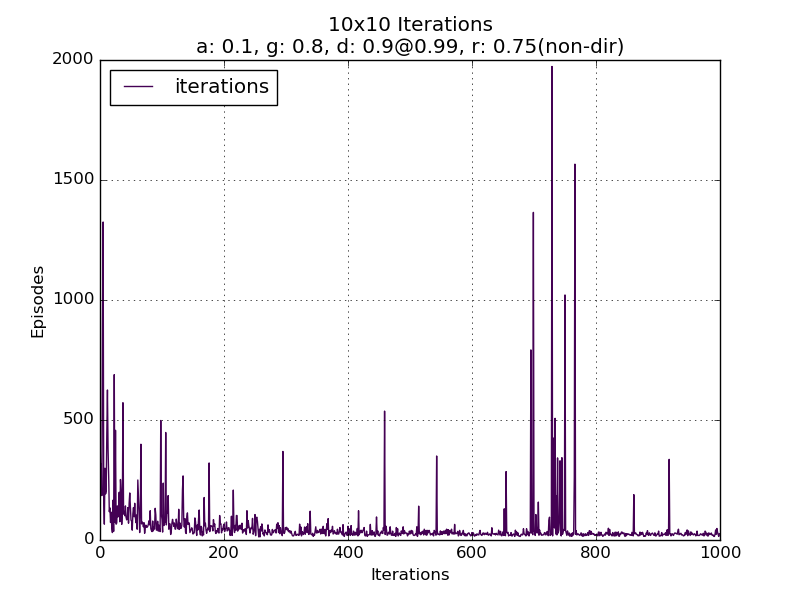 10x10 Iterations
a: 0.1, g: 0.8, d: 0.9@0.99, r: 0.75(non-dir)
iterations
2000
1500
1000
500
0
Episodes
0 200 400 600 800 1000
Iterations